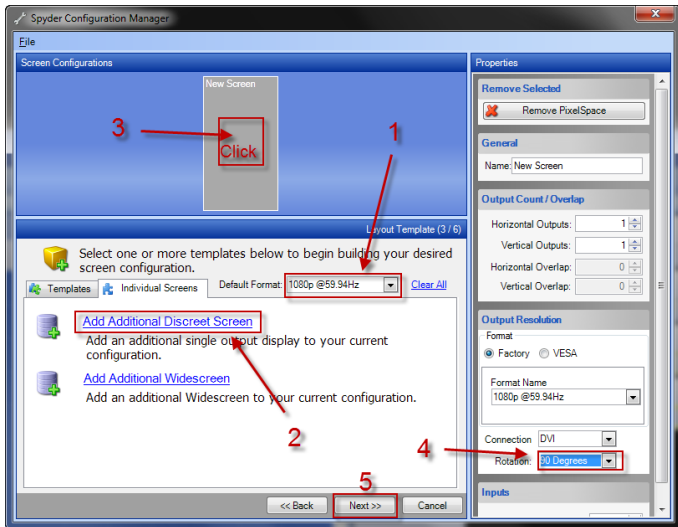 Spyder Configuration Manager
File
Screen Configurations
New Screen
3
Click
1
Layout Template (3 / 6)
Select one or more templates below to begin building your desired
screen configuration.
Templates
Individual Screens
Default Format:
1080p @59.94Hz
Clear All
Add Additional Discreet Screen
Add an additional single output display to your current
configuration.
Add Additional Widescreen
Add an additional Widescreen to your current configuration.
2
5
<< Back
Next >>
Cancel
Properties
Remove Selected
Remove PixelSpace
General
Name: New Screen
Output Count / Overlap
Horizontal Outputs: 1
Vertical Outputs: 1
Horizontal Overlap: 0
Vertical Overlap: 0
Output Resolution
Format
Factory VESA
Format Name
1080p @59.94Hz
Connection DVI
4
Rotation: 90 Degrees
Inputs